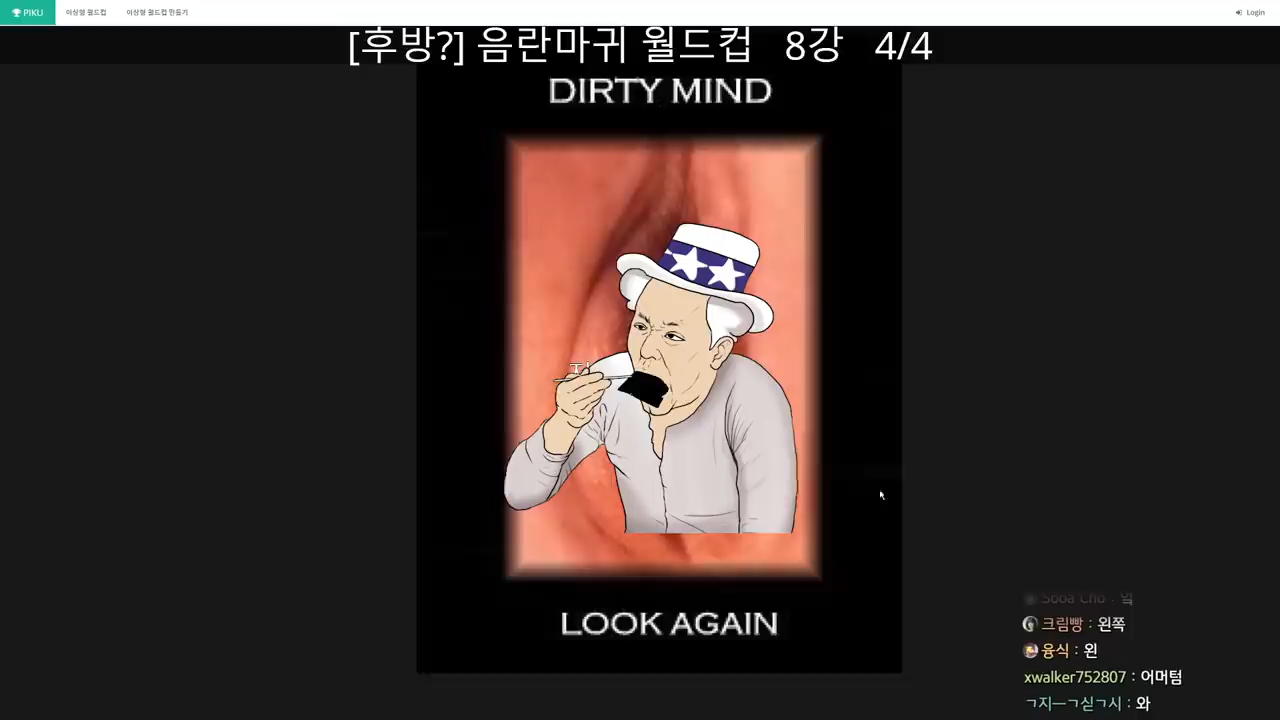 PIKU 이상형 월드컵 이상형 월드컵 만들기 Login
[후방?] 음란마귀 월드컵 8강 4/4
DIRTY MIND
LOOK AGAIN
Sooa Cho :
크림빵 : 왼쪽
융식 : 왼
xwalker752807 : 어머텀
ㄱ지ㅡㄱ싣ㄱ시 : 와